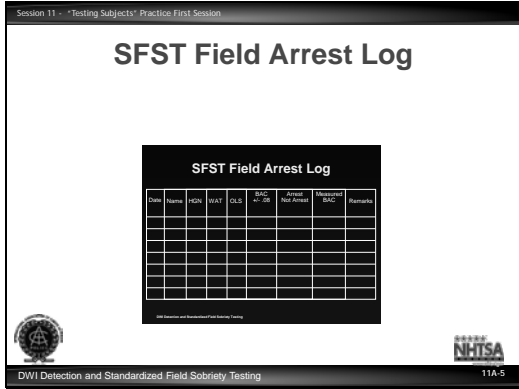 Session 11 - "Testing Subjects" Practice First Session
SFST Field Arrest Log
SFST Field Arrest Log
Date Name HGN WAT OLS BAC +/- .08 Arrest Not Arrest Measured BAC Remarks
DWI Detection and Standardized Field Sobriety Testing
NHTSA
DWI Detection and Standardized Field Sobriety Testing
11A-5